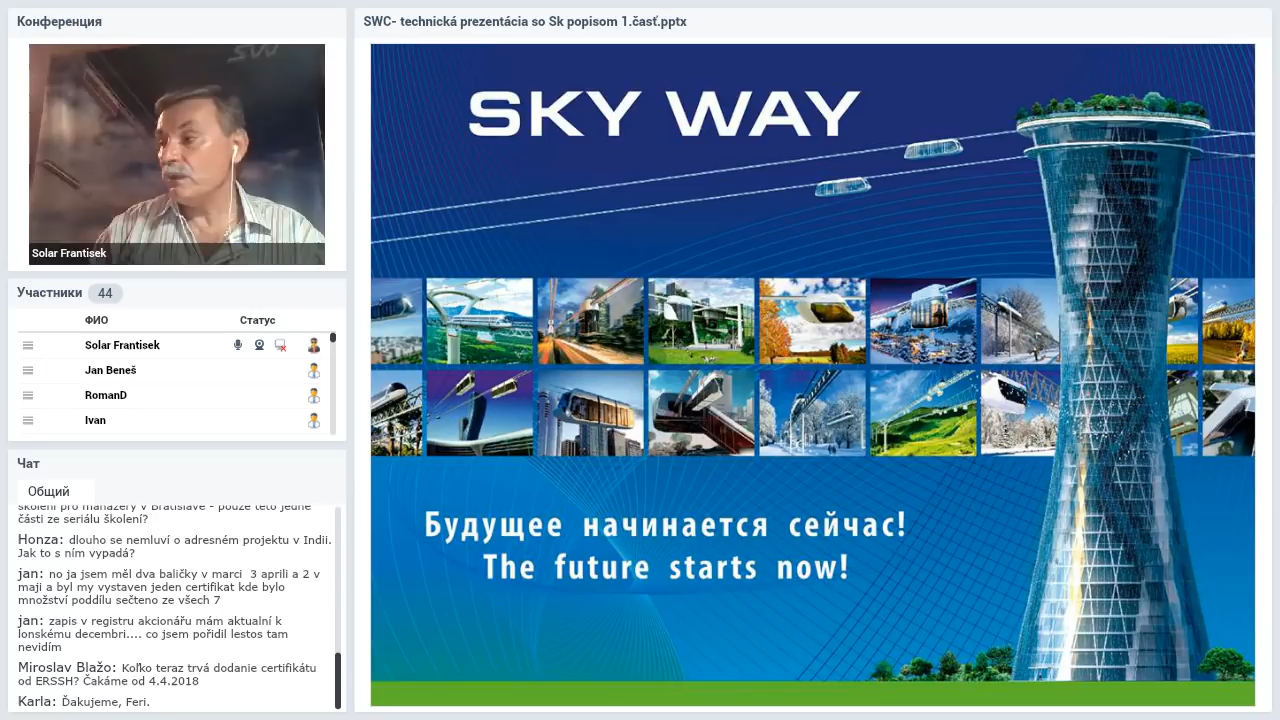 Конференция
SW
Solar Frantisek
Участники 44
ФИО Статус
Solar Frantisek
Jan Beneš
RomanD
Ivan
Чат
Общий
školení pro manažery v Bratislavě - pouze této jedné
části ze seriálu školení?
Honza: dlouho se nemluví o adresném projektu v Indii.
Jak to s ním vypadá?
jan: no ja jsem měl dva baličky v marci 3 aprili a 2 v
maji a byl my vystaven jeden certifikat kde bylo
množství poddílu sečteno ze všech 7
jan: zapis v registru akcionářu mám aktualní k
lonskému decembri.... co jsem pořidil lestos tam
nevidím
Miroslav Blažo: Koľko teraz trvá dodanie certifikátu
od ERSSH? Čakáme od 4.4.2018
Karla: Ďakujeme, Feri.
SWC- technická prezentácia so Sk popisom 1.časť.pptx
SKY WAY
Будущее начинается сейчас!
The future starts now!